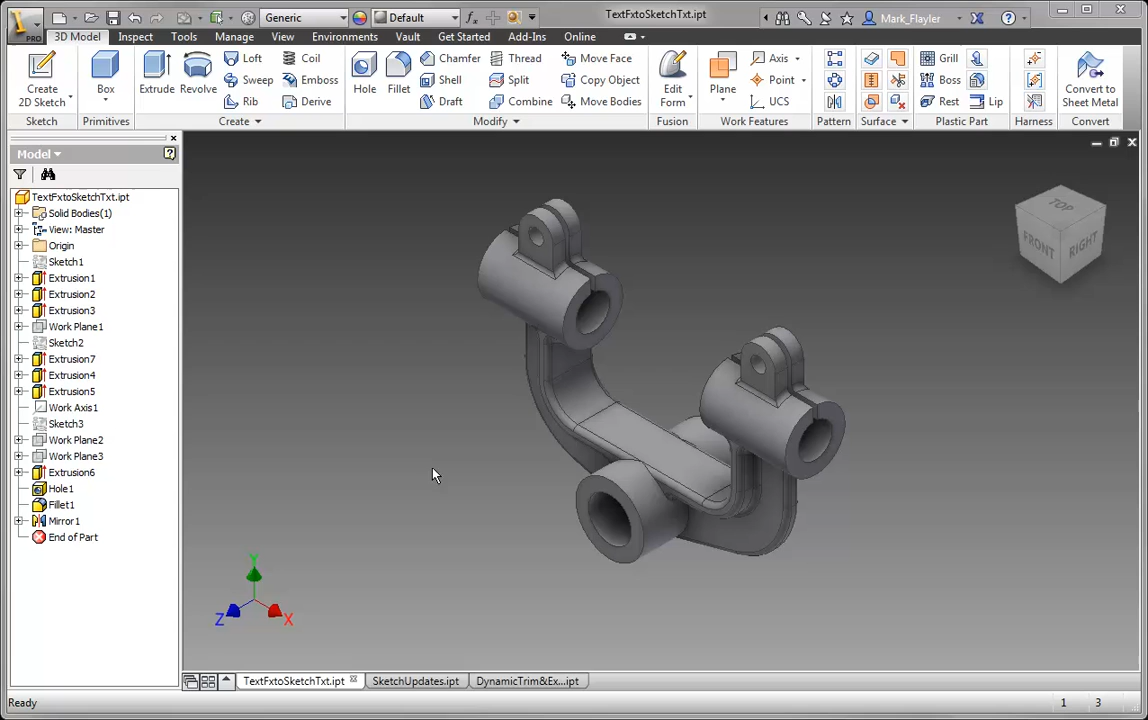 PRO
Generic
Default
fx
TextFxtoSketchTxt.ipt
Mark_Flayler
3D Model
Inspect
Tools
Manage
View
Environments
Vault
Get Started
Add-Ins
Online
Create
2D Sketch
Box
Extrude
Revolve
Loft
Sweep
Rib
Coil
Emboss
Derive
Hole
Fillet
Chamfer
Shell
Draft
Thread
Split
Combine
Move Face
Copy Object
Move Bodies
Edit
Form
Plane
Axis
Point
UCS
Grill
Boss
Rest
Lip
Convert to
Sheet Metal
Sketch
Primitives
Create
Modify
Fusion
Work Features
Pattern
Surface
Plastic Part
Harness
Convert
Model
TextFxtoSketchTxt.ipt
Solid Bodies(1)
View: Master
Origin
Sketch1
Extrusion1
Extrusion2
Extrusion3
Work Plane1
Sketch2
Extrusion7
Extrusion4
Extrusion5
Work Axis1
Sketch3
Work Plane2
Work Plane3
Extrusion6
Hole1
Fillet1
Mirror1
End of Part
TOP
FRONT
RIGHT
Y
Z
X
TextFxtoSketchTxt.ipt
SketchUpdates.ipt
DynamicTrim&Ex...ipt
Ready
1
3